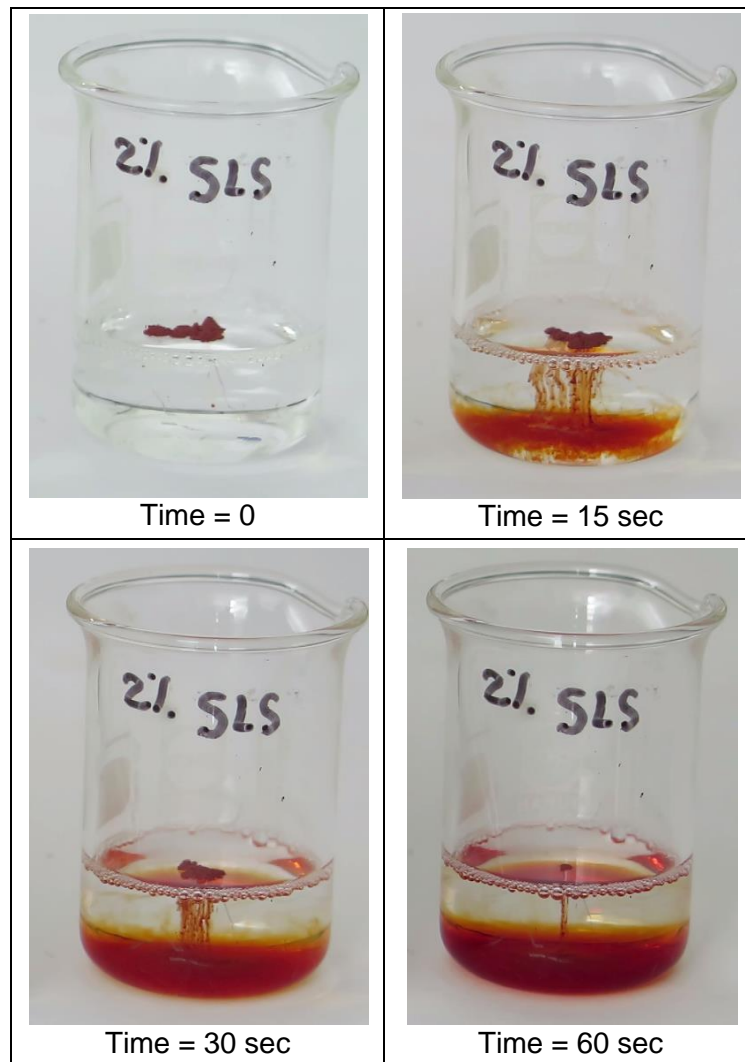 2%. SLS
2%. SLS
Time = 0
Time = 15 sec
2%. SLS
2%. SLS
Time = 30 sec
Time = 60 sec